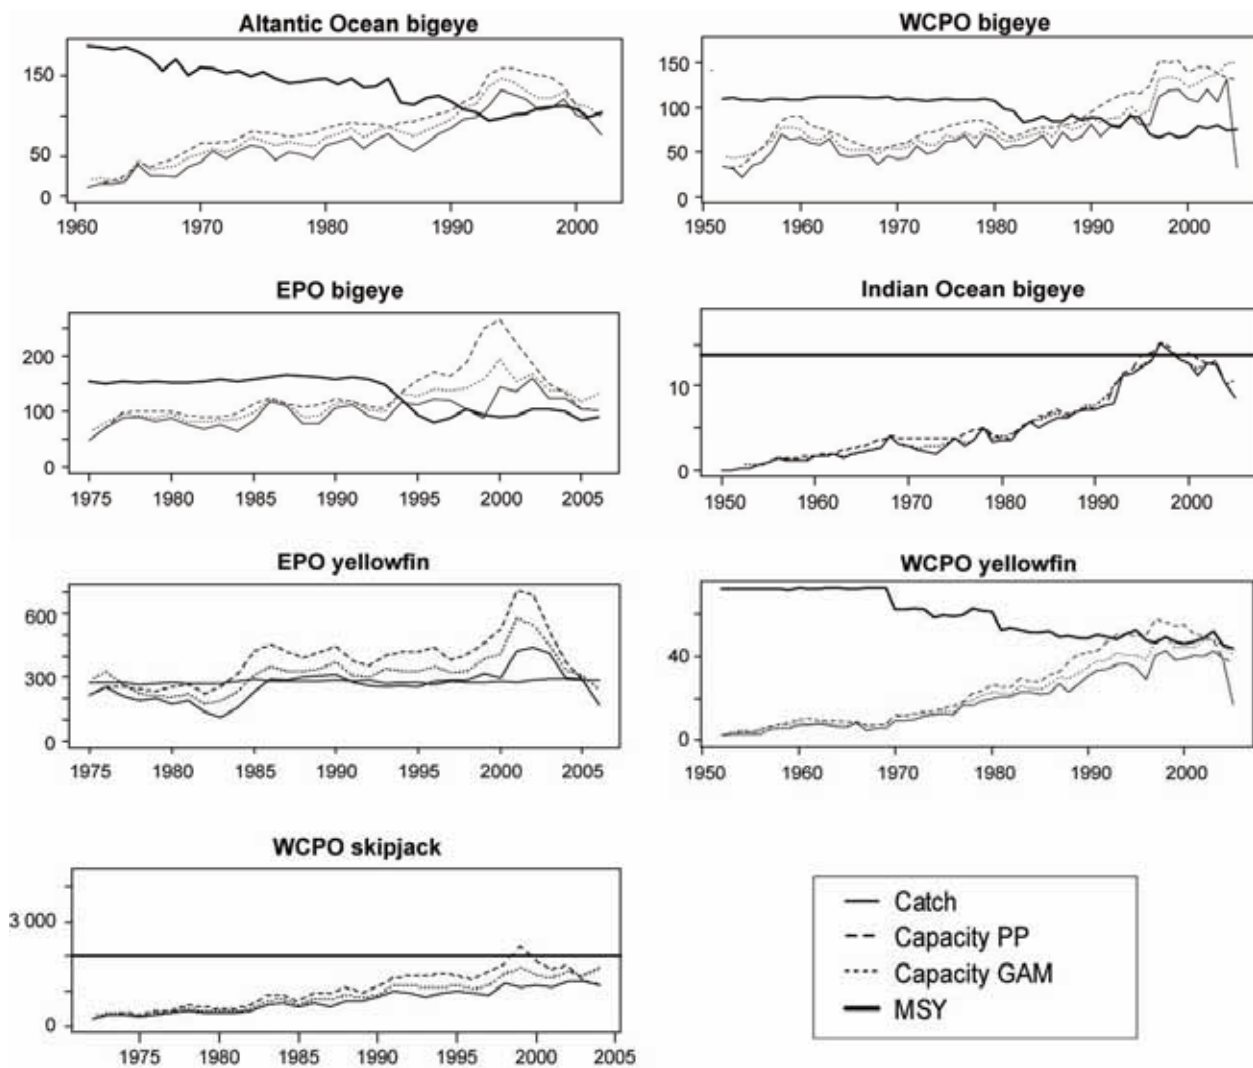 Altantic Ocean bigeye
150
100
50
0
1960 1970 1980 1990 2000
WCPO bigeye
150
100
50
0
1950 1960 1970 1980 1990 2000
EPO bigeye
200
100
0
1975 1980 1985 1990 1995 2000 2005
Indian Ocean bigeye
10
0
1950 1960 1970 1980 1990 2000
EPO yellowfin
600
300
0
1975 1980 1985 1990 1995 2000 2005
WCPO yellowfin
40
0
1950 1960 1970 1980 1990 2000
WCPO skipjack
3 000
0
1975 1980 1985 1990 1995 2000 2005
Catch
Capacity PP
Capacity GAM
MSY